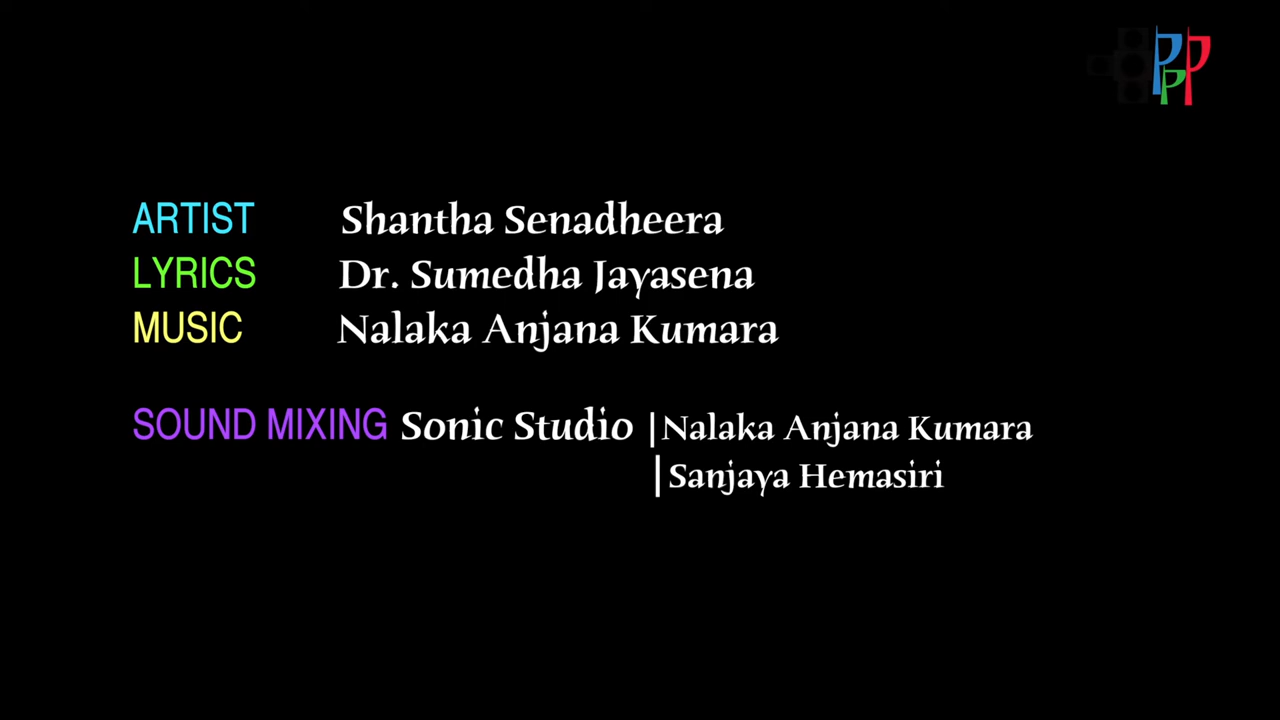 PPP
ARTIST Shantha Senadheera
LYRICS Dr. Sumedha Jayasena
MUSIC Nalaka Anjana Kumara
SOUND MIXING Sonic Studio |Nalaka Anjana Kumara
|Sanjaya Hemasiri